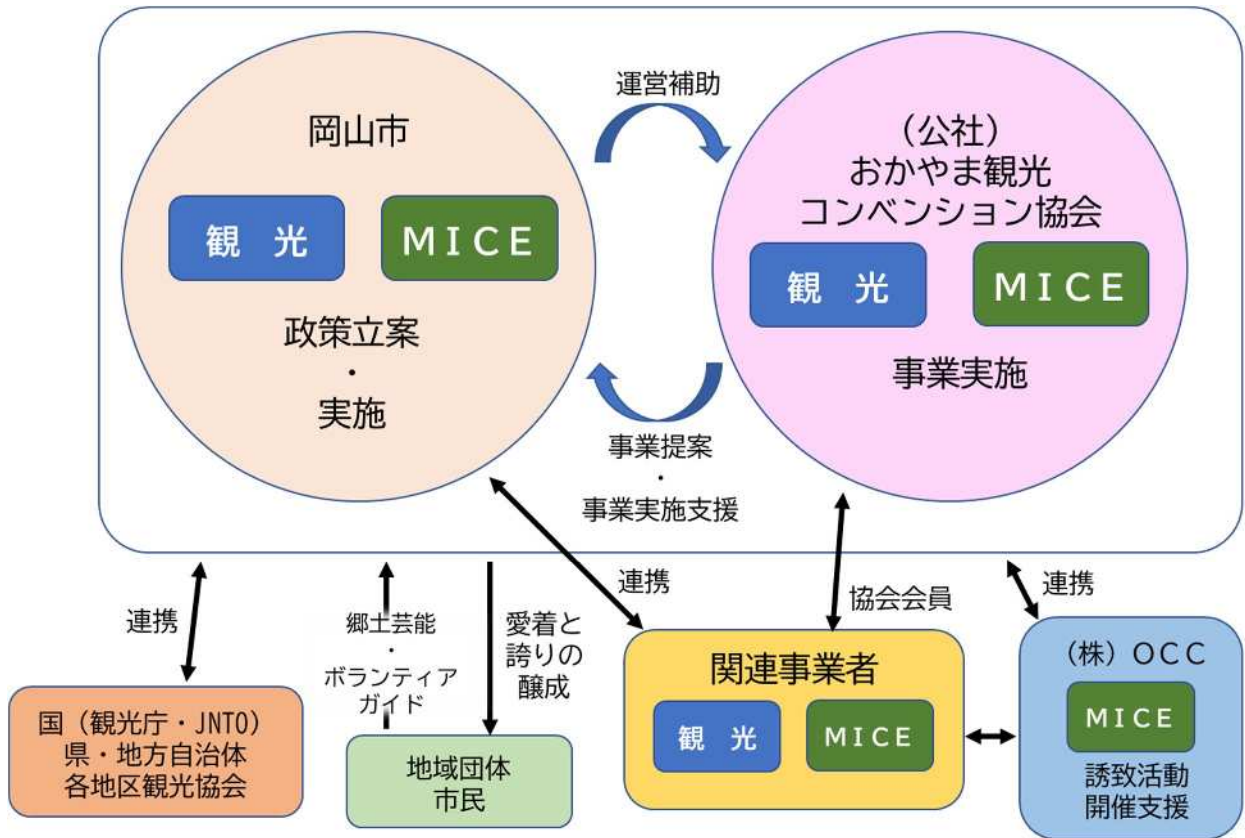 運営補助
岡山市
観 光
MICE
政策立案
・
実施
(公社)
おかやま観光
コンベンション協会
観 光
MICE
事業実施
事業提案
・
事業実施支援
連携
郷土芸能
・
ボランティア
ガイド
愛着と
誇りの
醸成
連携
協会会員
連携
国(観光庁・JNTO)
県・地方自治体
各地区観光協会
地域団体
市民
関連事業者
観 光
MICE
(株)OCC
MICE
誘致活動
開催支援